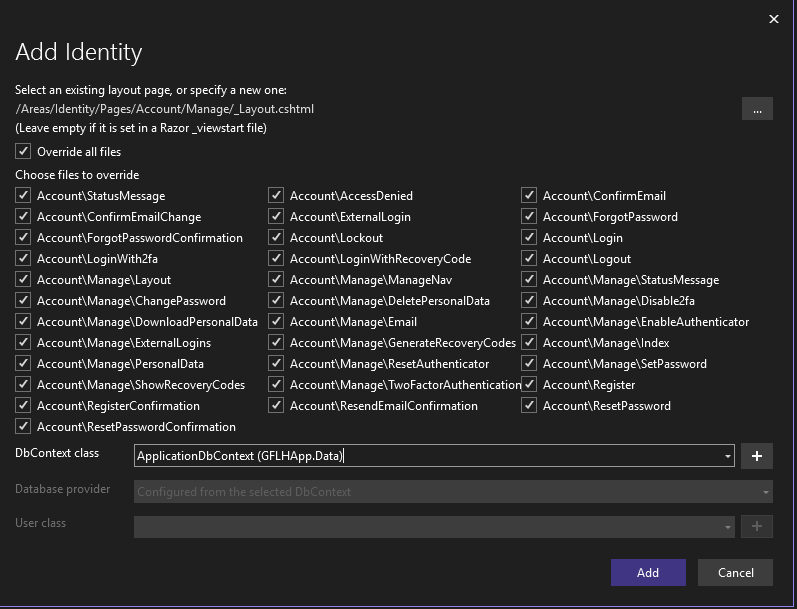 Add Identity
Select an existing layout page, or specify a new one:
/Areas/Identity/Pages/Account/Manage/_Layout.cshtml
...
(Leave empty if it is set in a Razor _viewstart file)
Override all files
Choose files to override
Account\StatusMessage Account\AccessDenied Account\ConfirmEmail
Account\ConfirmEmailChange Account\ExternalLogin Account\ForgotPassword
Account\ForgotPasswordConfirmation Account\Lockout Account\Login
Account\LoginWith2fa Account\LoginWithRecoveryCode Account\Logout
Account\Manage\Layout Account\Manage\ManageNav Account\Manage\StatusMessage
Account\Manage\ChangePassword Account\Manage\DeletePersonalData Account\Manage\Disable2fa
Account\Manage\DownloadPersonalData Account\Manage\Email Account\Manage\EnableAuthenticator
Account\Manage\ExternalLogins Account\Manage\GenerateRecoveryCodes Account\Manage\Index
Account\Manage\PersonalData Account\Manage\ResetAuthenticator Account\Manage\SetPassword
Account\Manage\ShowRecoveryCodes Account\Manage\TwoFactorAuthentication Account\Register
Account\RegisterConfirmation Account\ResendEmailConfirmation Account\ResetPassword
Account\ResetPasswordConfirmation
DbContext class ApplicationDbContext (GFLHApp.Data)
Database provider Configured from the selected DbContext
User class
Add Cancel